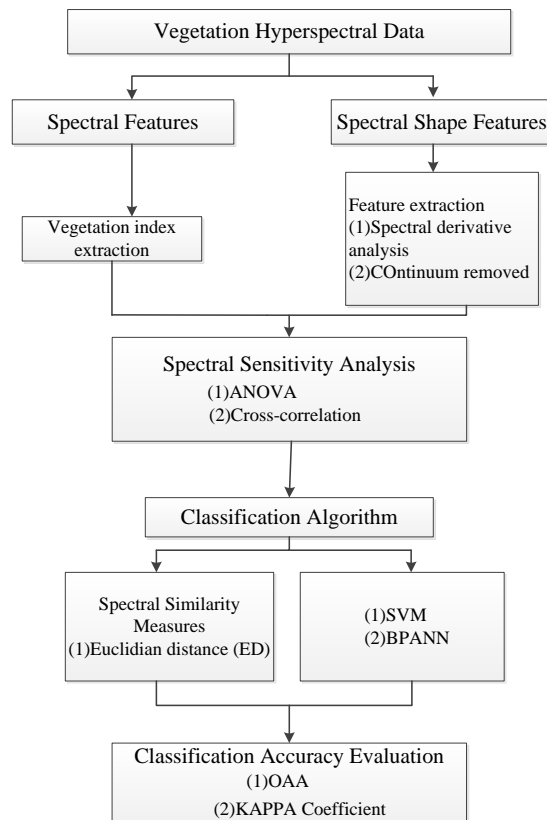 Vegetation Hyperspectral Data
Spectral Features
Spectral Shape Features
Vegetation index
extraction
Feature extraction
(1)Spectral derivative
analysis
(2)COntinuum removed
Spectral Sensitivity Analysis
(1)ANOVA
(2)Cross-correlation
Classification Algorithm
Spectral Similarity
Measures
(1)Euclidian distance (ED)
(1)SVM
(2)BPANN
Classification Accuracy Evaluation
(1)OAA
(2)KAPPA Coefficient